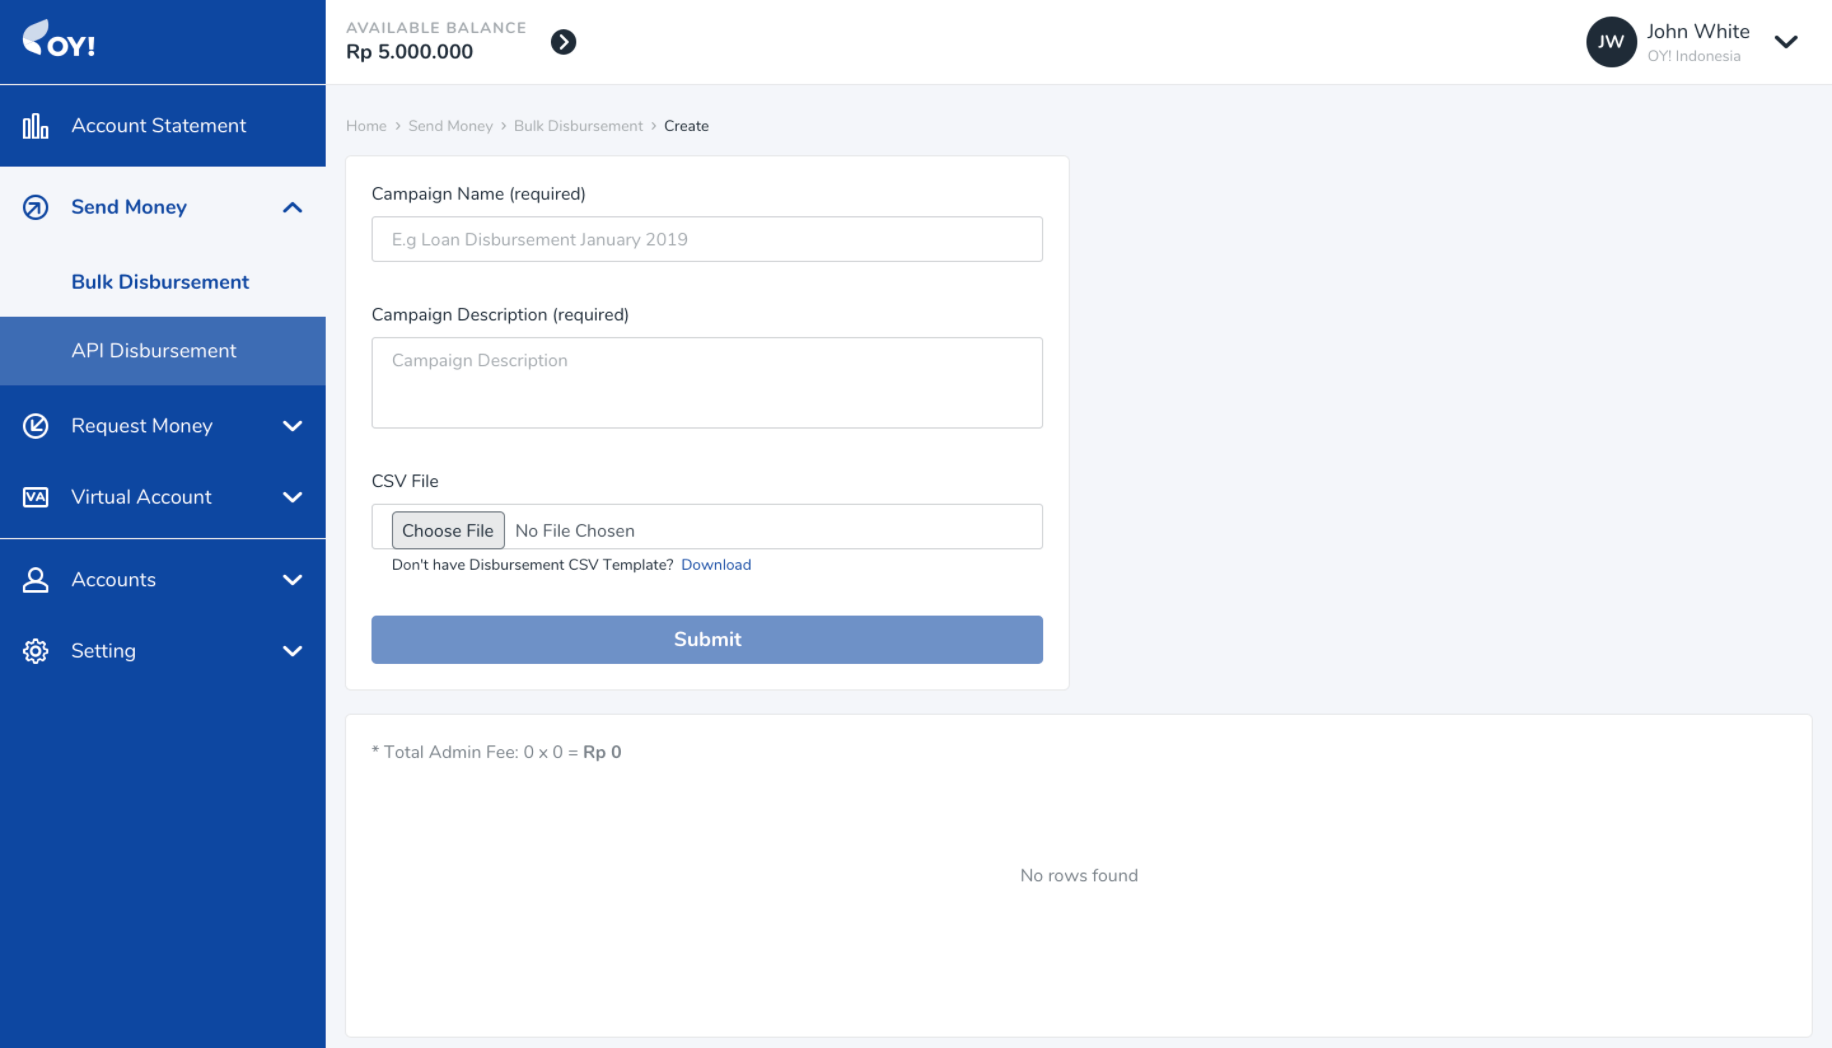 OY!
AVAILABLE BALANCE
Rp 5.000.000
JW
John White
OY! Indonesia
Account Statement
Send Money
Bulk Disbursement
API Disbursement
Request Money
VA Virtual Account
Accounts
Setting
Home > Send Money > Bulk Disbursement > Create
Campaign Name (required)
E.g Loan Disbursement January 2019
Campaign Description (required)
Campaign Description
CSV File
Choose File No File Chosen
Don't have Disbursement CSV Template? Download
Submit
* Total Admin Fee: 0 x 0 = Rp 0
No rows found